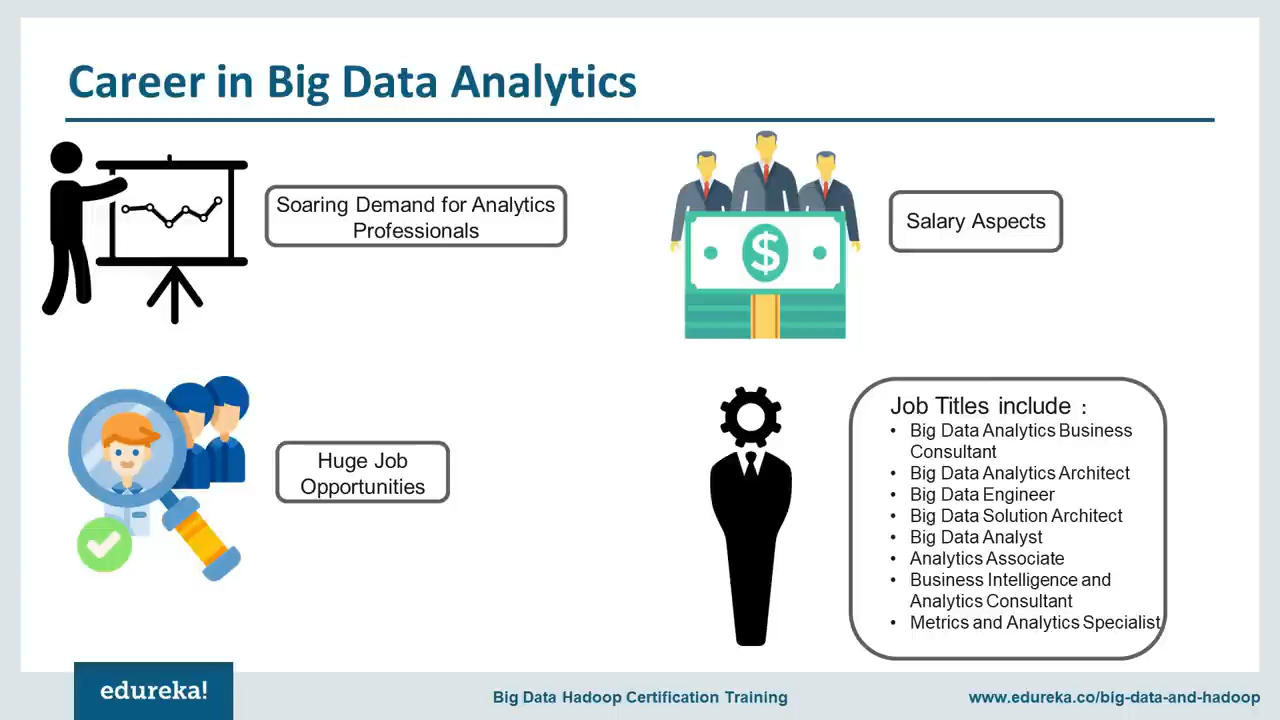 Career in Big Data Analytics
Soaring Demand for Analytics
Professionals
$
Salary Aspects
Huge Job
Opportunities
Job Titles include :
• Big Data Analytics Business
Consultant
• Big Data Analytics Architect
• Big Data Engineer
• Big Data Solution Architect
• Big Data Analyst
• Analytics Associate
• Business Intelligence and
Analytics Consultant
• Metrics and Analytics Specialist
edureka!
Big Data Hadoop Certification Training
www.edureka.co/big-data-and-hadoop